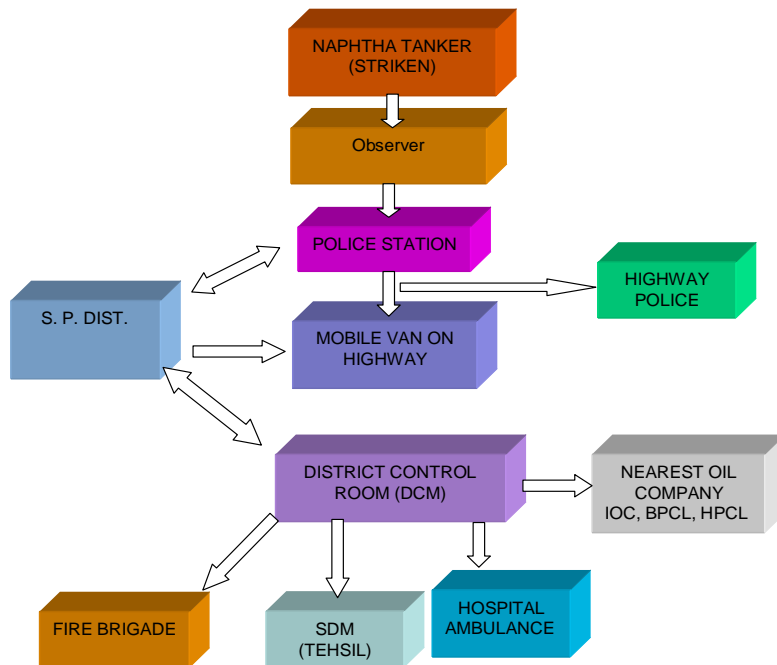 NAPHTHA TANKER
(STRIKEN)
Observer
POLICE STATION
HIGHWAY
POLICE
S. P. DIST.
MOBILE VAN ON
HIGHWAY
DISTRICT CONTROL
ROOM (DCM)
NEAREST OIL
COMPANY
IOC, BPCL, HPCL
FIRE BRIGADE
SDM
(TEHSIL)
HOSPITAL
AMBULANCE